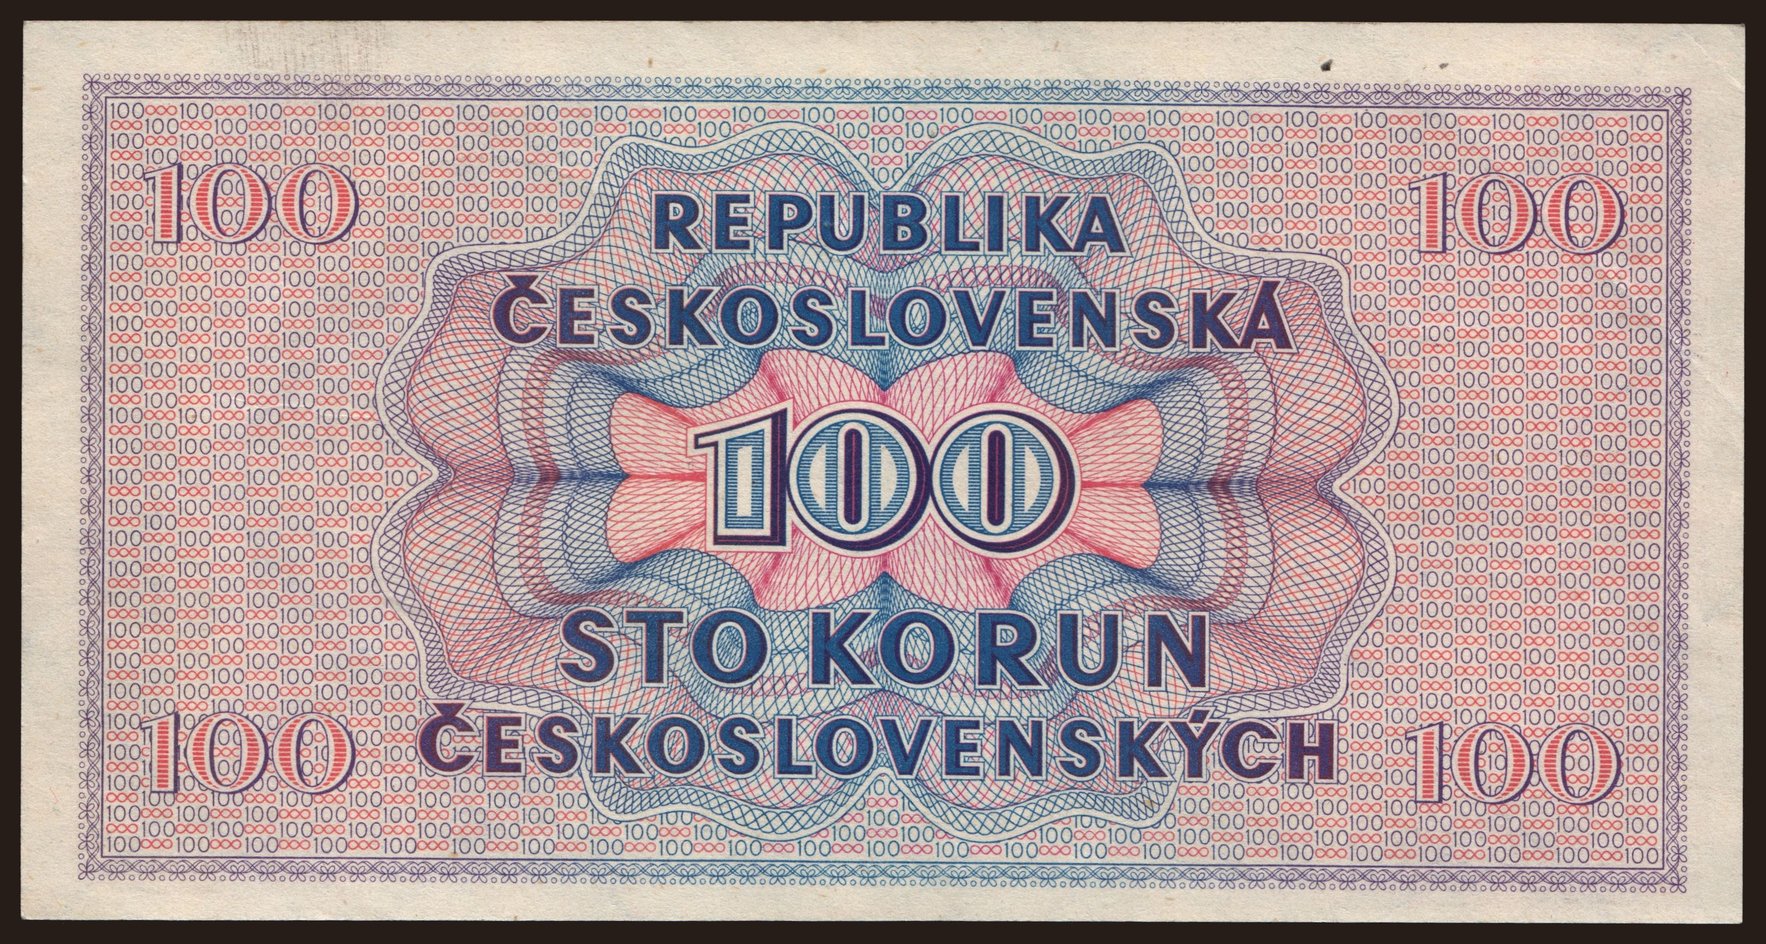 100 100
REPUBLIKA
ČESKOSLOVENSKÁ
100
STO KORUN
ČESKOSLOVENSKÝCH
100 100